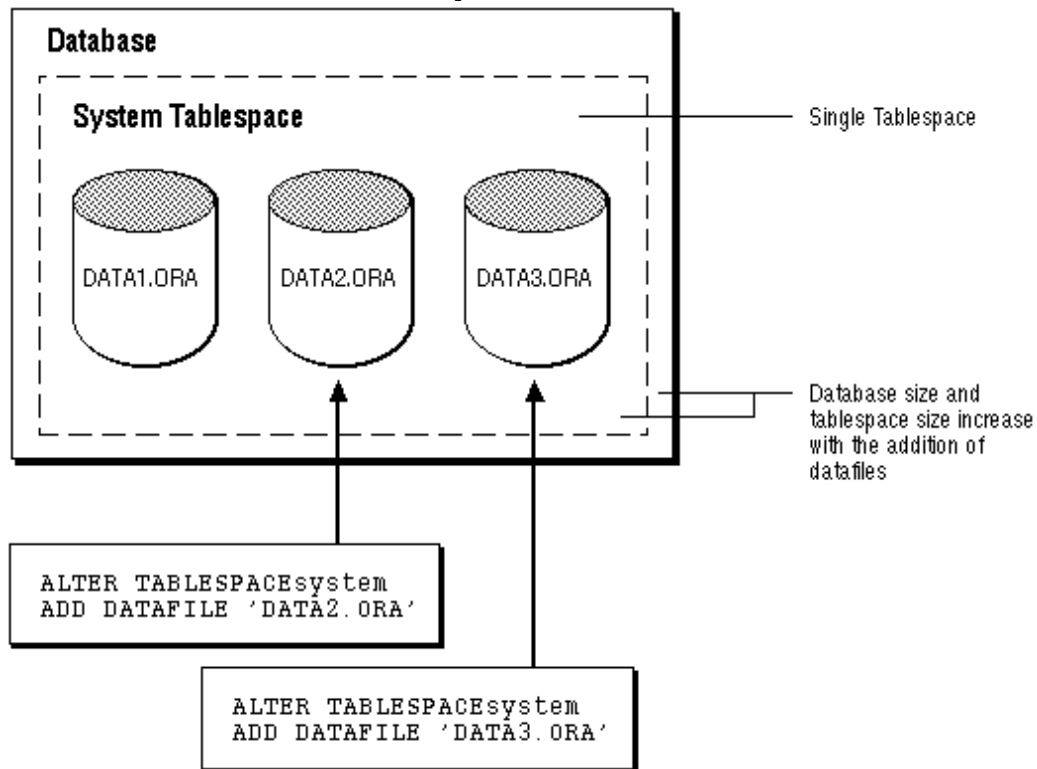 Database
System Tablespace
Single Tablespace
DATA1.ORA
DATA2.ORA
DATA3.ORA
Database size and
tablespace size increase
with the addition of
datafiles
ALTER TABLESPACEsystem
ADD DATAFILE 'DATA2.ORA'
ALTER TABLESPACEsystem
ADD DATAFILE 'DATA3.ORA'